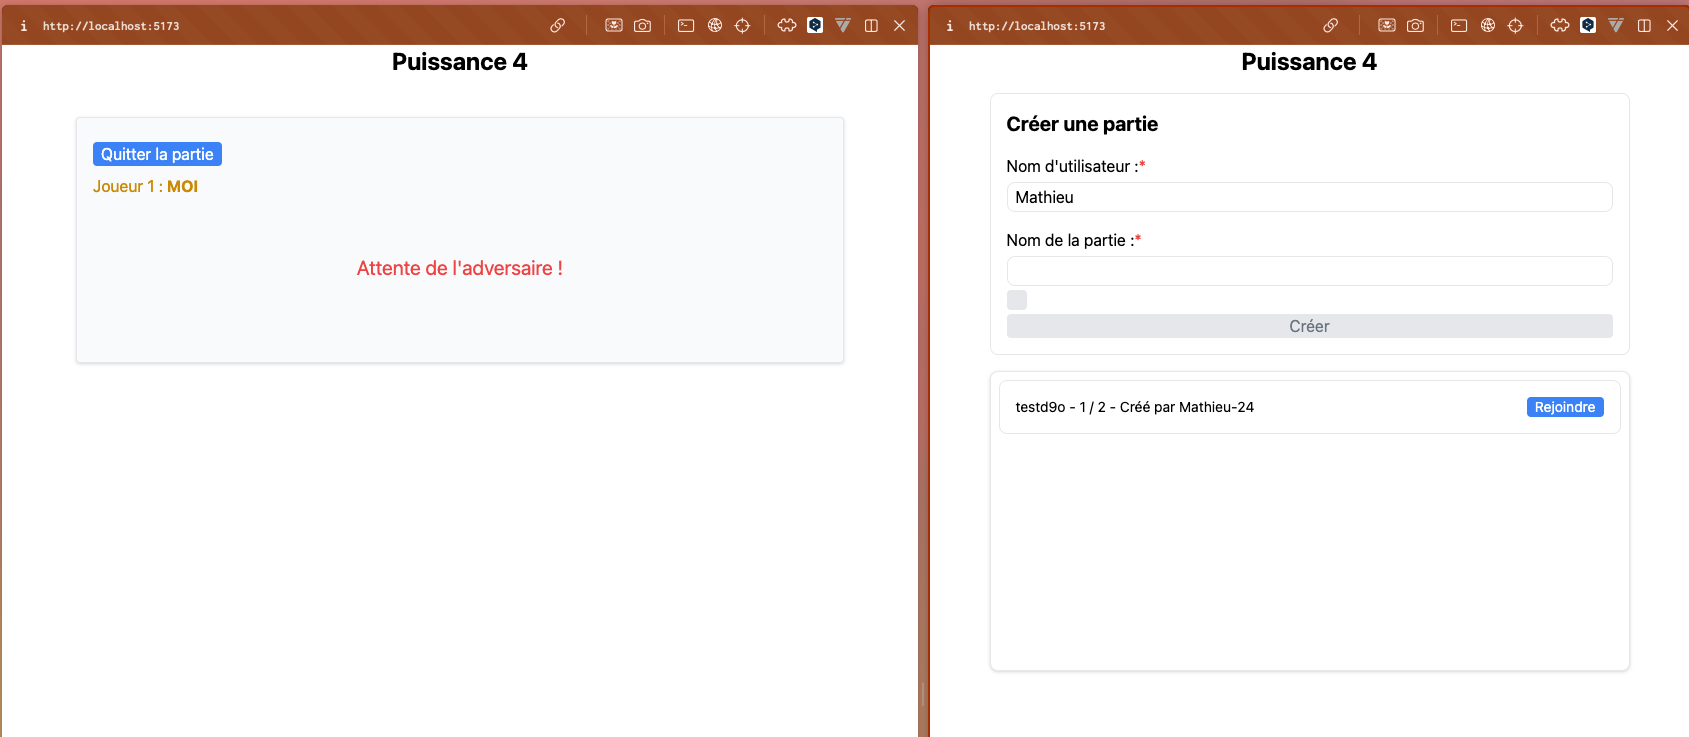 http://localhost:5173
Puissance 4
Quitter la partie
Joueur 1 : MOI
Attente de l'adversaire !
http://localhost:5173
Puissance 4
Créer une partie
Nom d'utilisateur :*
Mathieu
Nom de la partie :*
Créer
testd9o - 1 / 2 - Créé par Mathieu-24
Rejoindre